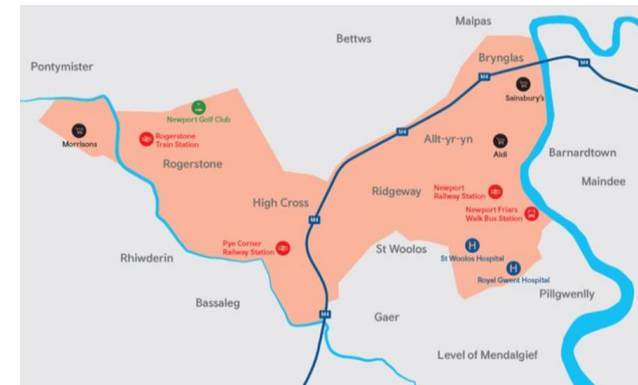 Malpas
Bettws
Brynglas
Pontymister
M4
M4
Sainsbury's
Newport Golf Club
M4
Morrisons
Rogerstone
Train Station
Allt-yr-yn
Aldi
Barnardtown
Rogerstone
Maindee
Ridgeway
Newport
Railway Station
High Cross
Newport Friars
Walk Bus Station
M4
Pye Corner
Railway Station
St Woolos
Rhiwderin
St Woolos Hospital
H
H
Royal Gwent Hospital
Pillgwenlly
Bassaleg
M4
Gaer
Level of Mendalgief